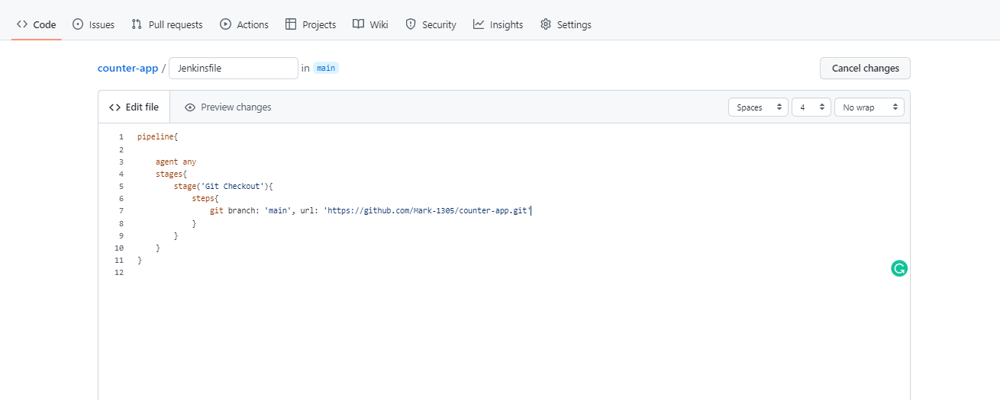 Code Issues Pull requests Actions Projects Wiki Security Insights Settings
counter-app / Jenkinsfile in main Cancel changes
Edit file Preview changes Spaces 4 No wrap
1 pipeline{
2
3 agent any
4 stages{
5 stage('Git Checkout'){
6 steps{
7 git branch: 'main', url: 'https://github.com/Mark-1305/counter-app.git'
8 }
9 }
10 }
11 }
12